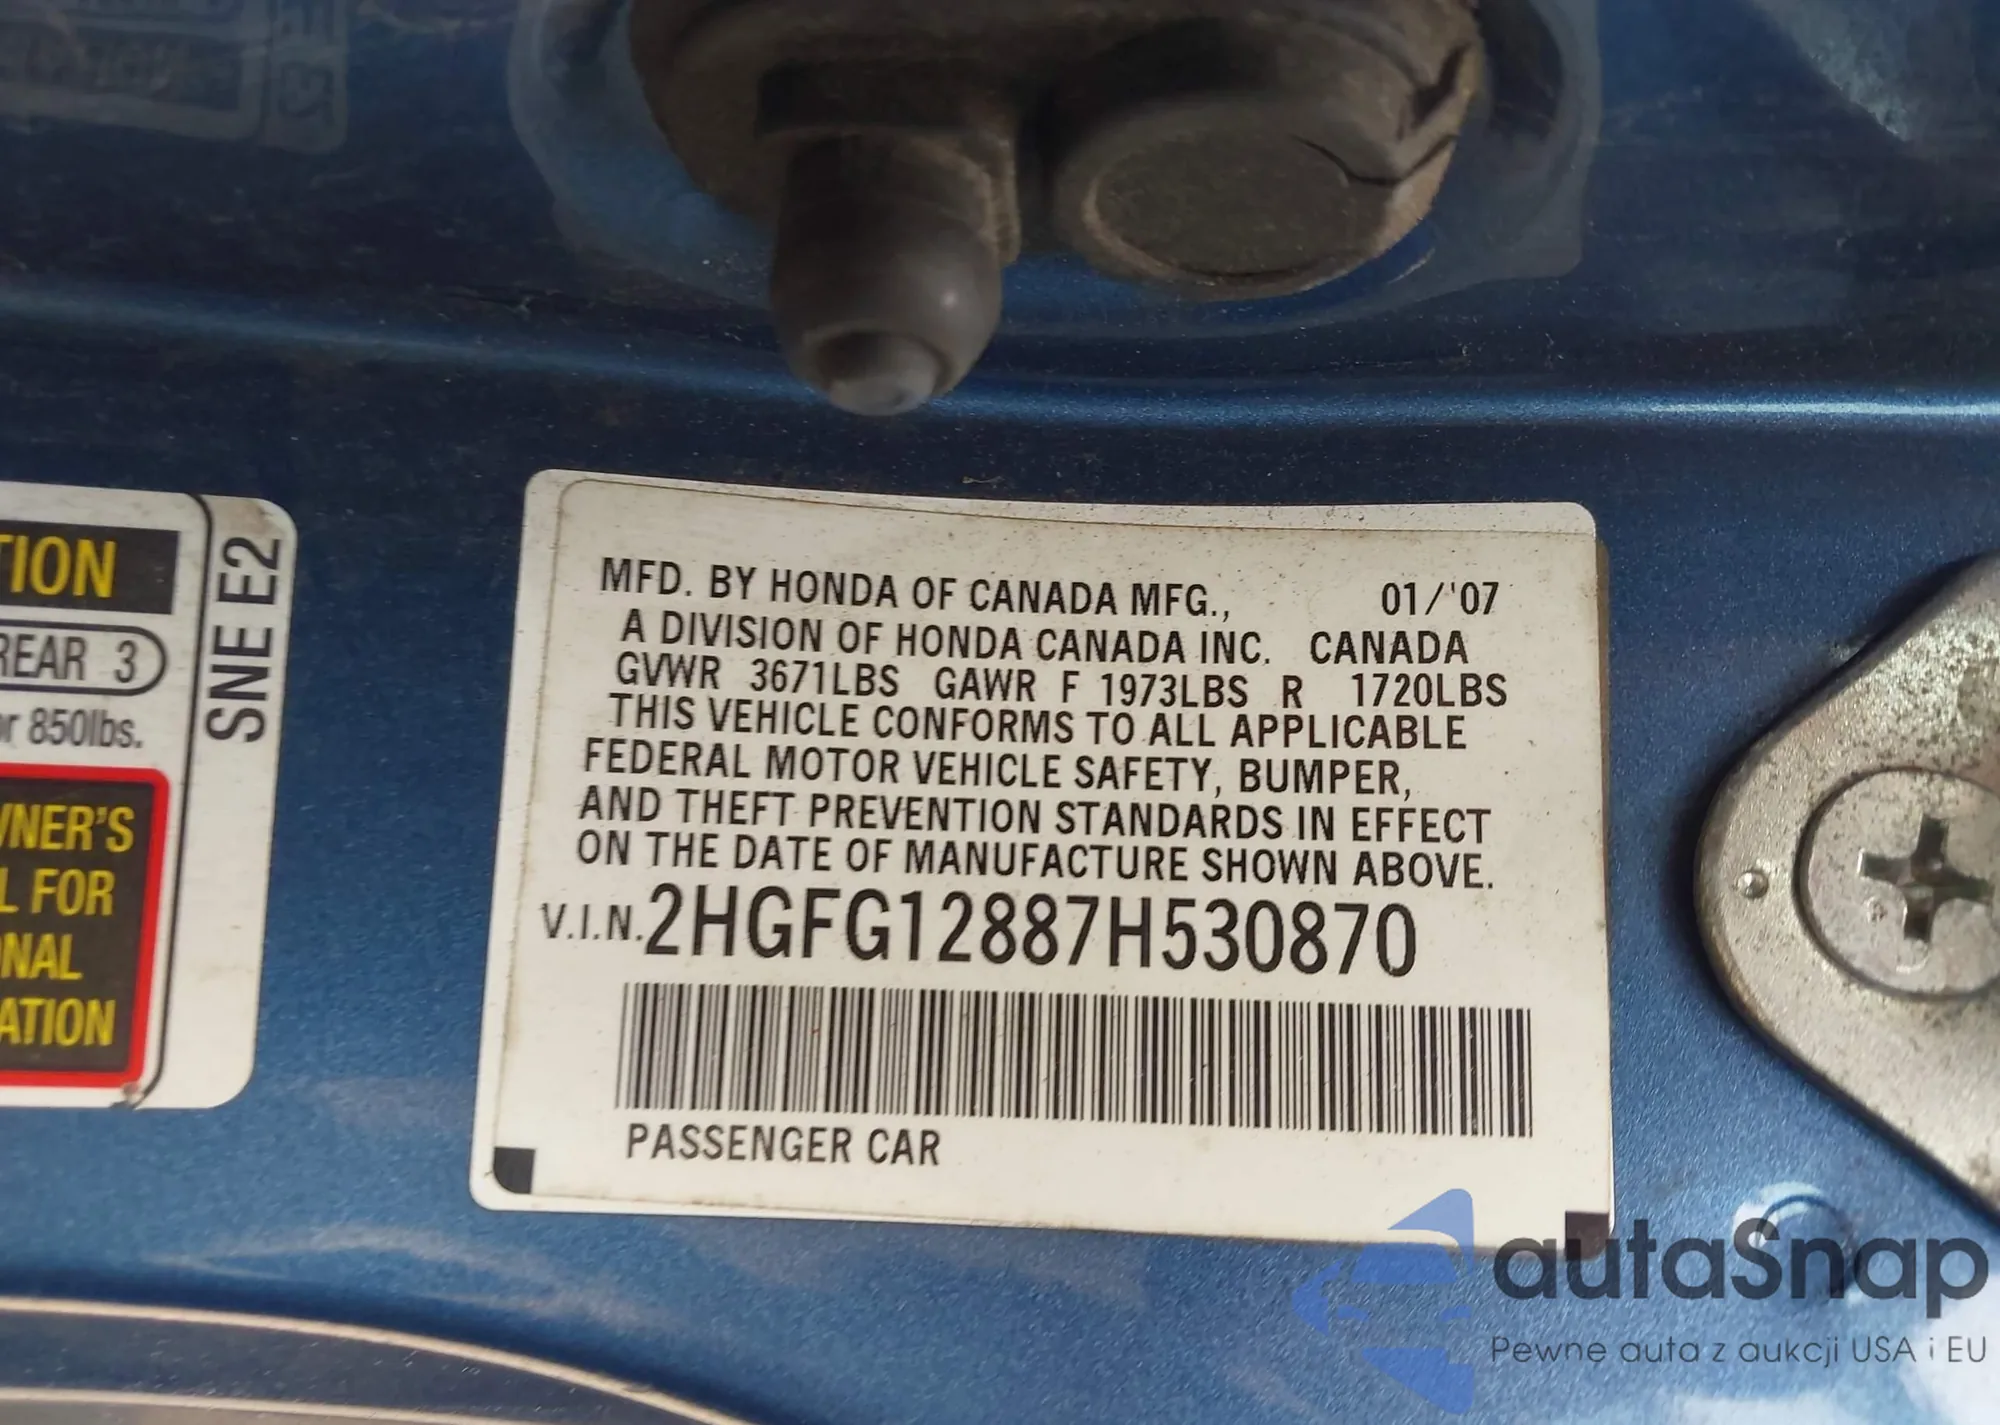 TION
REAR 3
or 850lbs.
WNER'S
L FOR
NAL
ATION
SNE E2
MFD. BY HONDA OF CANADA MFG., 01/'07
A DIVISION OF HONDA CANADA INC. CANADA
GVWR 3671LBS GAWR F 1973LBS R 1720LBS
THIS VEHICLE CONFORMS TO ALL APPLICABLE
FEDERAL MOTOR VEHICLE SAFETY, BUMPER,
AND THEFT PREVENTION STANDARDS IN EFFECT
ON THE DATE OF MANUFACTURE SHOWN ABOVE.
V.I.N. 2HGFG12887H530870
PASSENGER CAR
autaSnap
Pewne auta z aukcji USA i EU